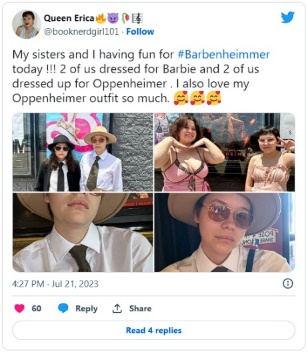 Queen Erica🔥😈🥀🎼
@booknerdgirl101 · Follow
My sisters and I having fun for #Barbenheimmer
today !!! 2 of us dressed for Barbie and 2 of us
dressed up for Oppenheimer . I also love my
Oppenheimer outfit so much. 🥰🥰🥰
4:27 PM · Jul 21, 2023
60 Reply Share
Read 4 replies